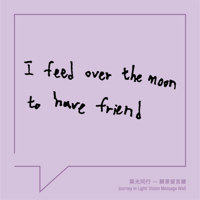 I feed over the moon
to have friend
Journey in Light: Vision Message Wall